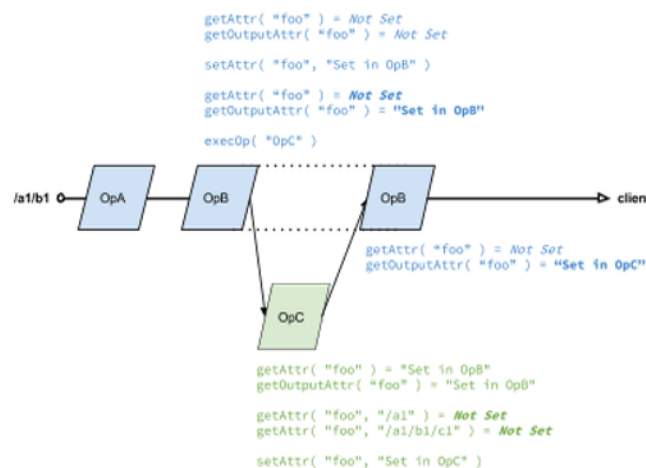 getAttr( “foo” ) = Not Set
getOutputAttr( “foo” ) = Not Set
setAttr( "foo", "Set in OpB" )
getAttr( “foo” ) = Not Set
getOutputAttr( “foo” ) = “Set in OpB”
execOp( "OpC" )
/a1/b1
OpA
OpB
OpB
clien
getAttr( “foo” ) = Not Set
getOutputAttr( “foo” ) = “Set in OpC”
OpC
getAttr( "foo" ) = "Set in OpB"
getOutputAttr( “foo” ) = "Set in OpB"
getAttr( "foo", "/a1" ) = Not Set
getAttr( "foo", "/a1/b1/c1" ) = Not Set
setAttr( "foo", "Set in OpC" )